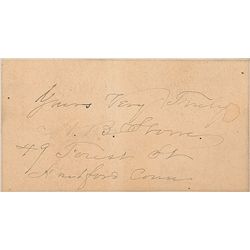 Yours Very Truly
H. B. Stowe
49 Forest St
Hartford Conn